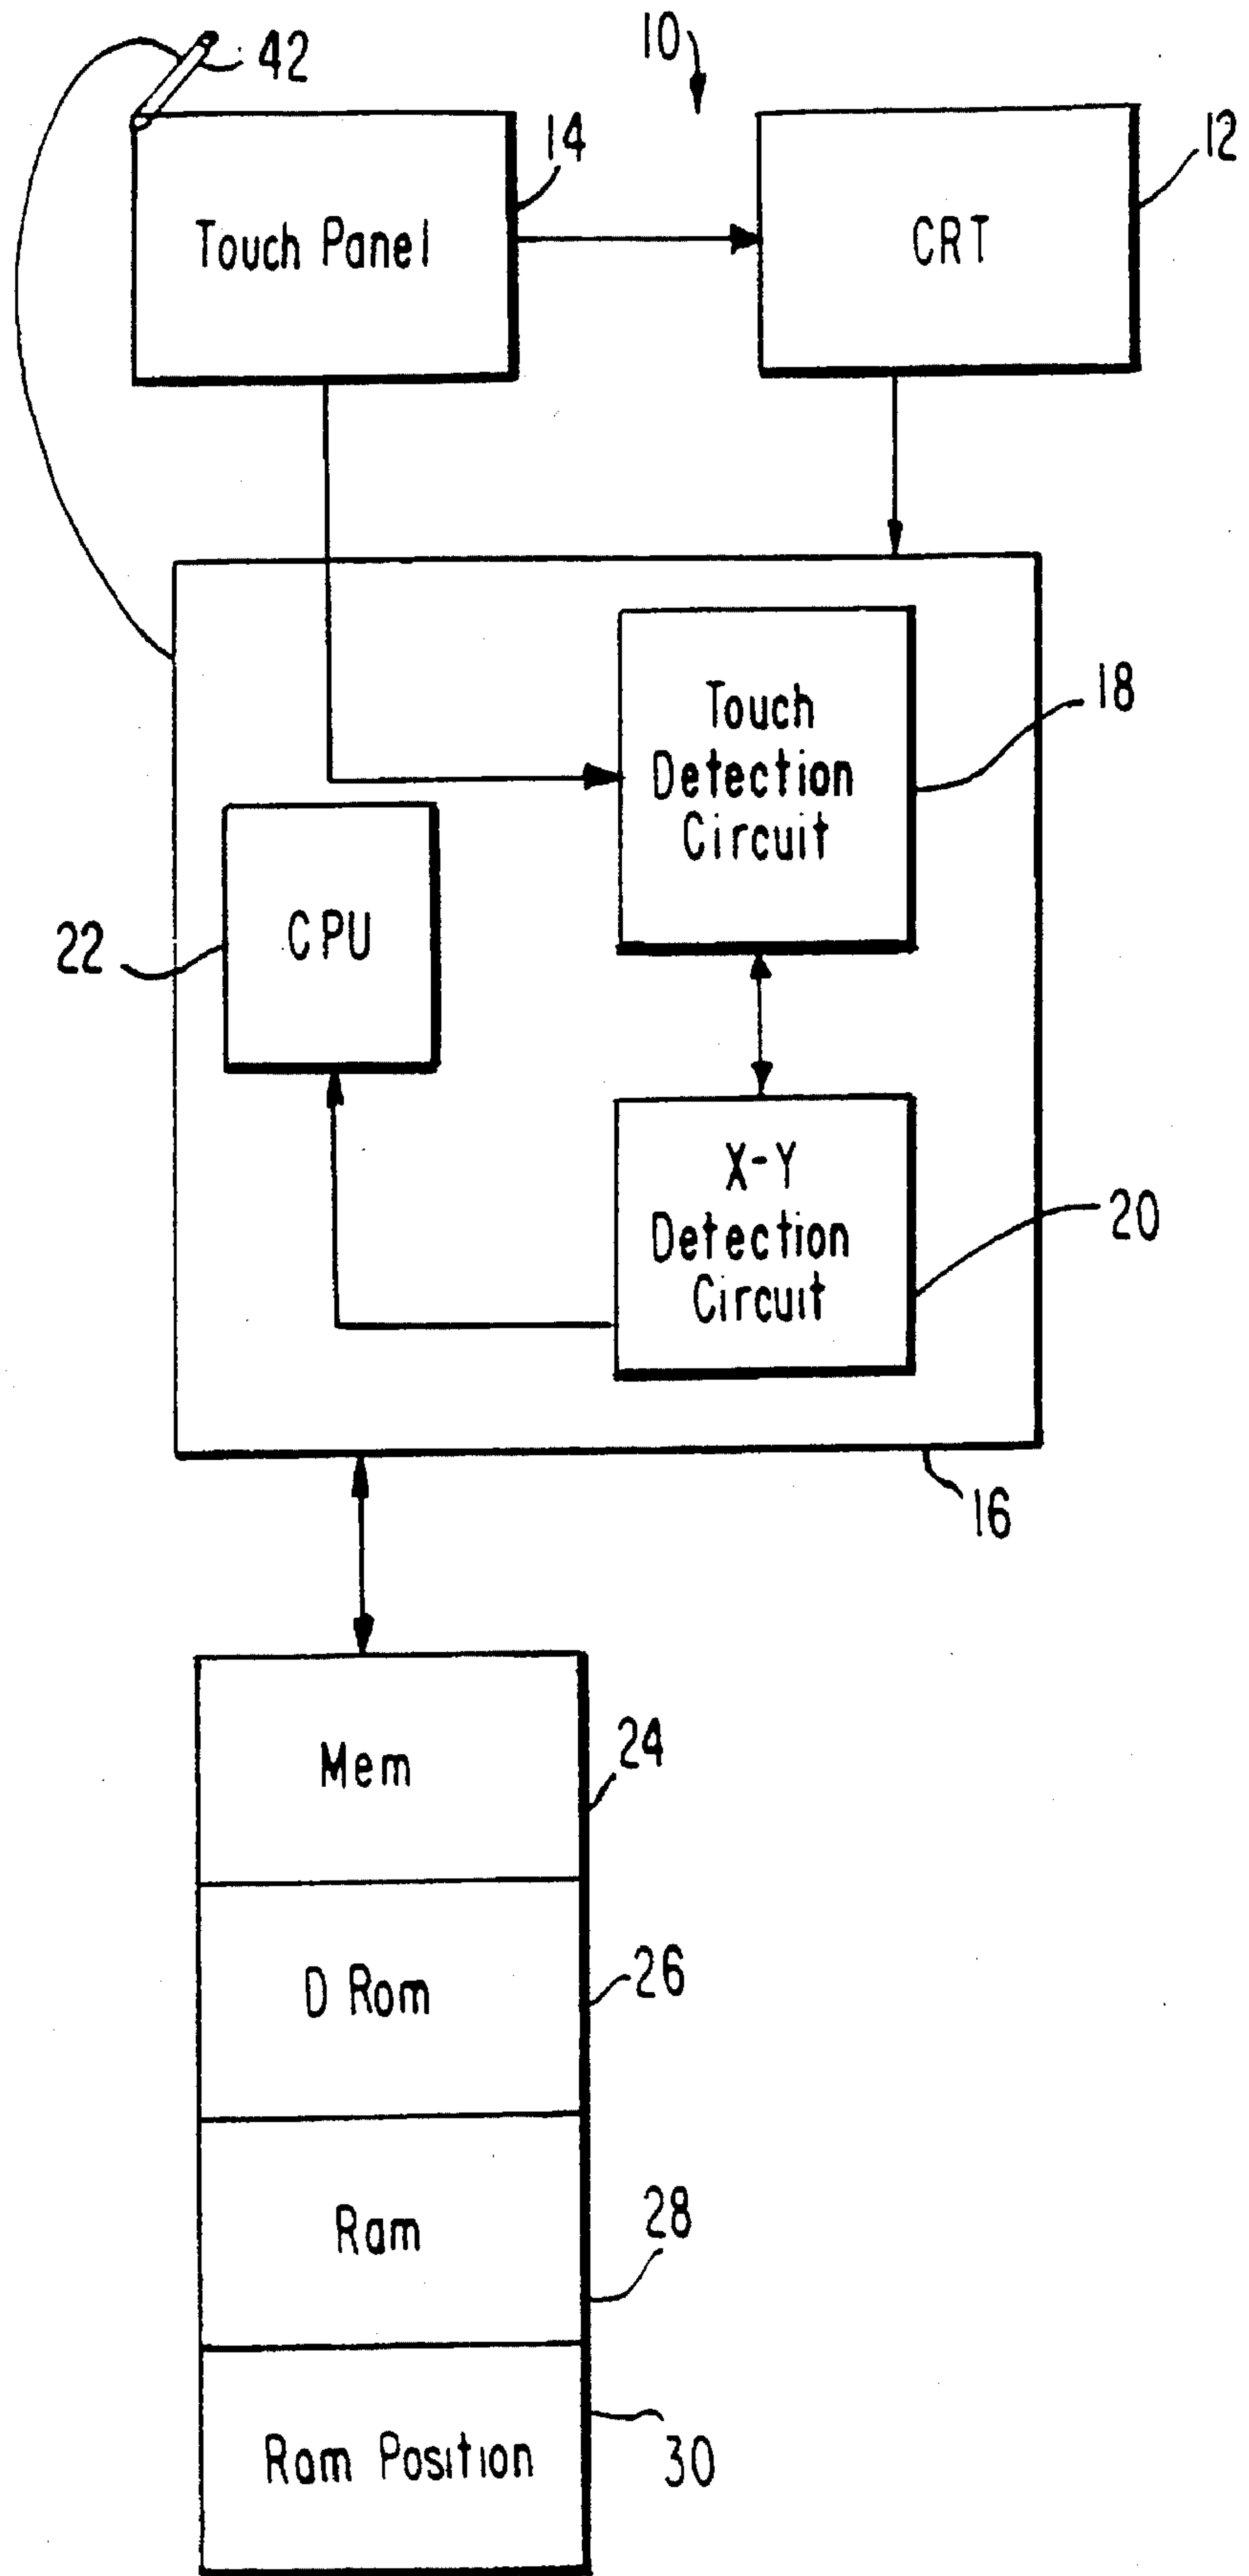 42
10
14
12
Touch Panel
CRT
Touch
Detection
Circuit
18
CPU
22
X-Y
Detection
Circuit
20
16
Mem
24
D Rom
26
Ram
28
Ram Position
30